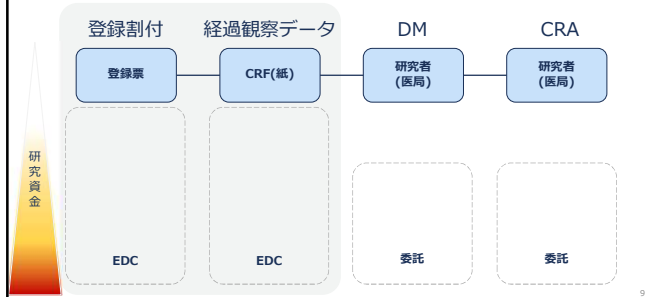 登録割付
経過観察データ
DM
CRA
登録票
CRF(紙)
研究者
(医局)
研究者
(医局)
研究資金
EDC
EDC
委託
委託
9